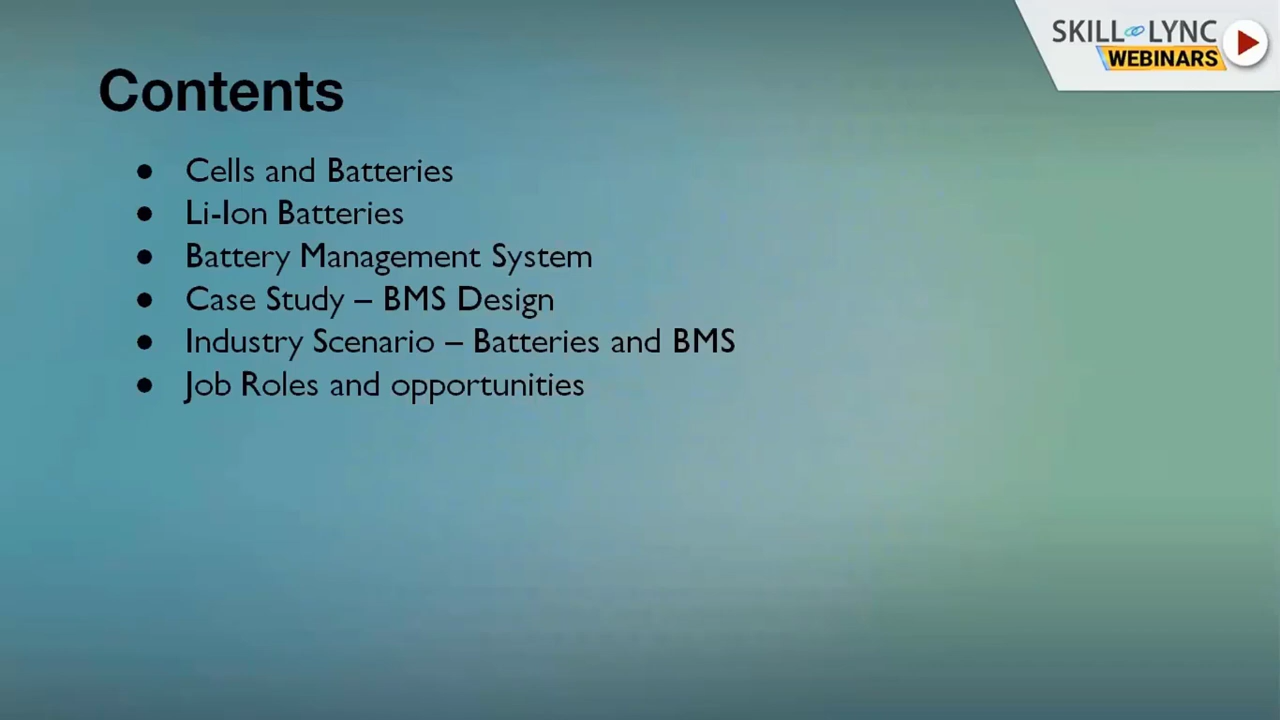 SKILL LYNC
WEBINARS
Contents
● Cells and Batteries
● Li-Ion Batteries
● Battery Management System
● Case Study – BMS Design
● Industry Scenario – Batteries and BMS
● Job Roles and opportunities